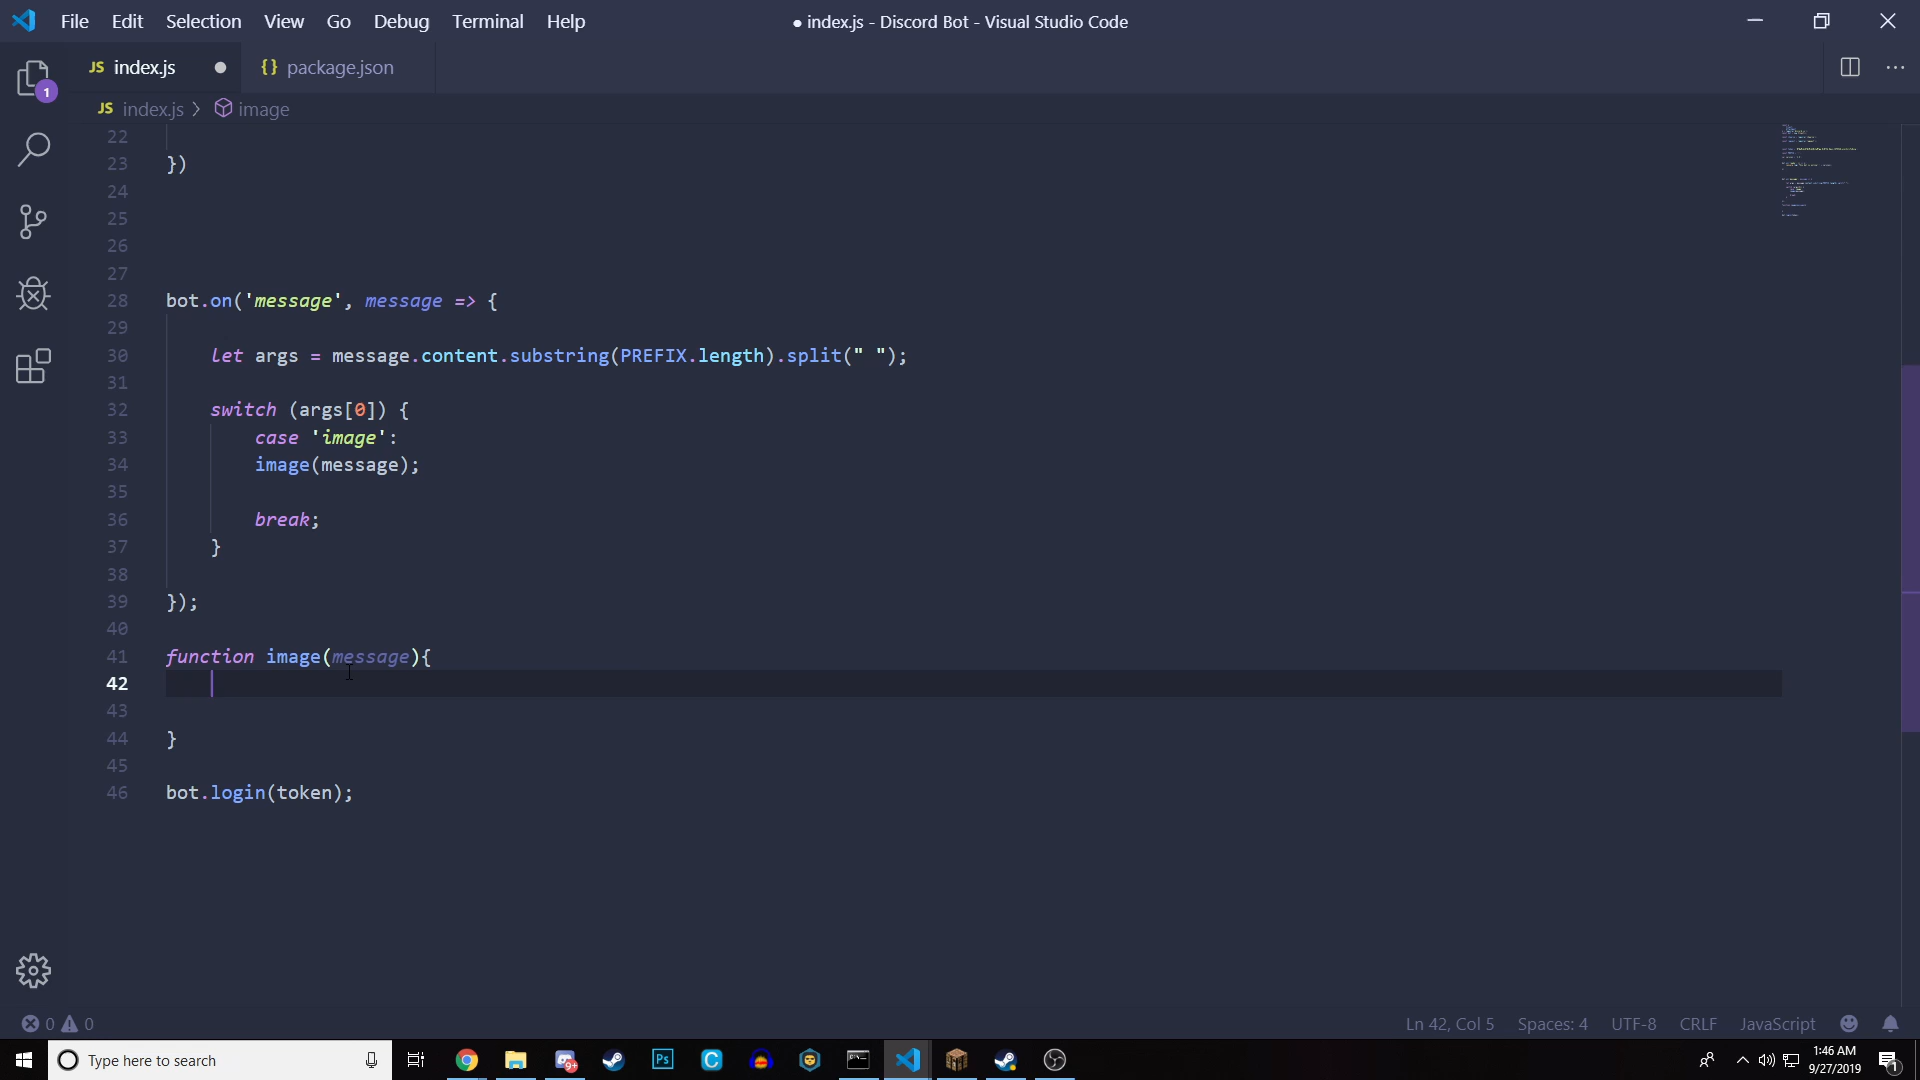 File Edit Selection View Go Debug Terminal Help
● index.js - Discord Bot - Visual Studio Code
JS index.js ●
{} package.json
JS index.js > image
1
22
23 })
24
25
26
27
28 bot.on('message', message => {
29
30 let args = message.content.substring(PREFIX.length).split(" ");
31
32 switch (args[0]) {
33 case 'image':
34 image(message);
35
36 break;
37 }
38
39 });
40
41 function image(message){
42
43
44 }
45
46 bot.login(token);
0 0
Ln 42, Col 5 Spaces: 4 UTF-8 CRLF JavaScript
Type here to search
9+
Ps
C
1:46 AM
9/27/2019
1